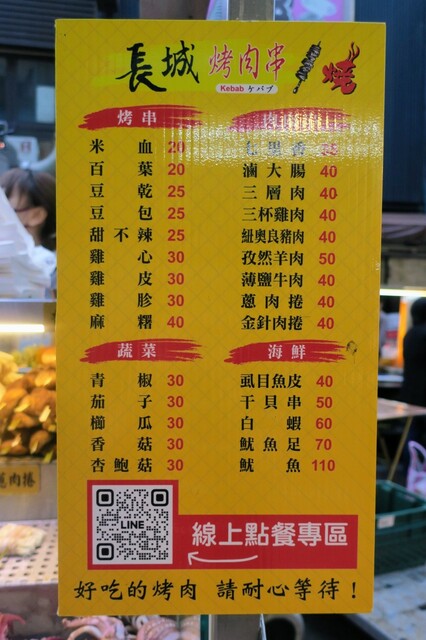 長城 烤肉串 燒
Kebab ケバブ
烤串
米血 20
百葉 20
豆乾 25
豆包 25
甜不辣 25
雞心 30
雞皮 30
雞胗 30
麻糬 40
七里香
滷大腸 40
三層肉 40
三杯雞肉 40
紐奧良豬肉 40
孜然羊肉 50
薄鹽牛肉 40
蔥肉捲 40
金針肉捲 40
蔬菜
青椒 30
茄子 30
櫛瓜 30
香菇 30
杏鮑菇 30
海鮮
虱目魚皮 40
干貝串 50
白蝦 60
魷魚足 70
魷魚 110
LINE
線上點餐專區
好吃的烤肉 請耐心等待！
肉捲